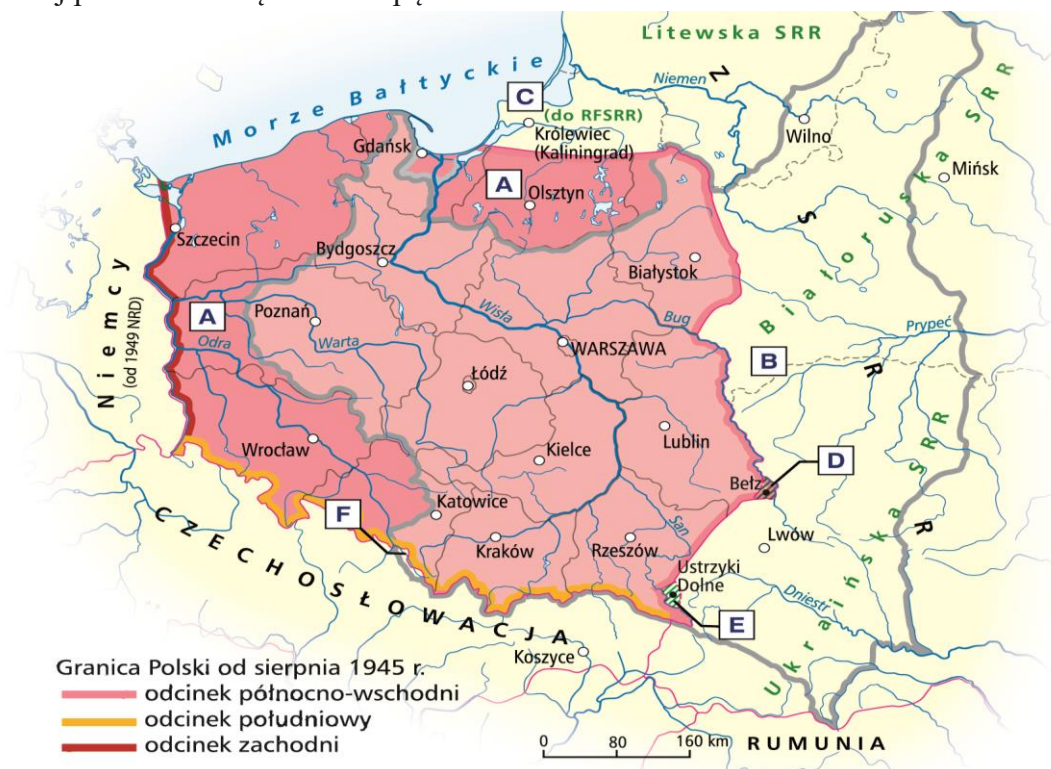 Litewska SRR
Morze Bałtyckie
Niemen
Z
S
R
R
C
(do RFSRR)
Królewiec
(Kaliningrad)
Wilno
Mińsk
Białoruska SRR
Gdańsk
A
Olsztyn
Szczecin
Bydgoszcz
Białystok
Niemcy
(od 1949 NRD)
A
Poznań
Warta
Wisła
Bug
Prypeć
Odra
WARSZAWA
B
Łódź
Wrocław
Kielce
Lublin
D
Bełz
F
Katowice
Kraków
Rzeszów
San
Lwów
Ustrzyki
Dolne
Dniestr
E
CZECHOSŁOWACJA
Koszyce
Ukraińska SRR
Granica Polski od sierpnia 1945 r.
odcinek północno-wschodni
odcinek południowy
odcinek zachodni
0 80 160 km
RUMUNIA